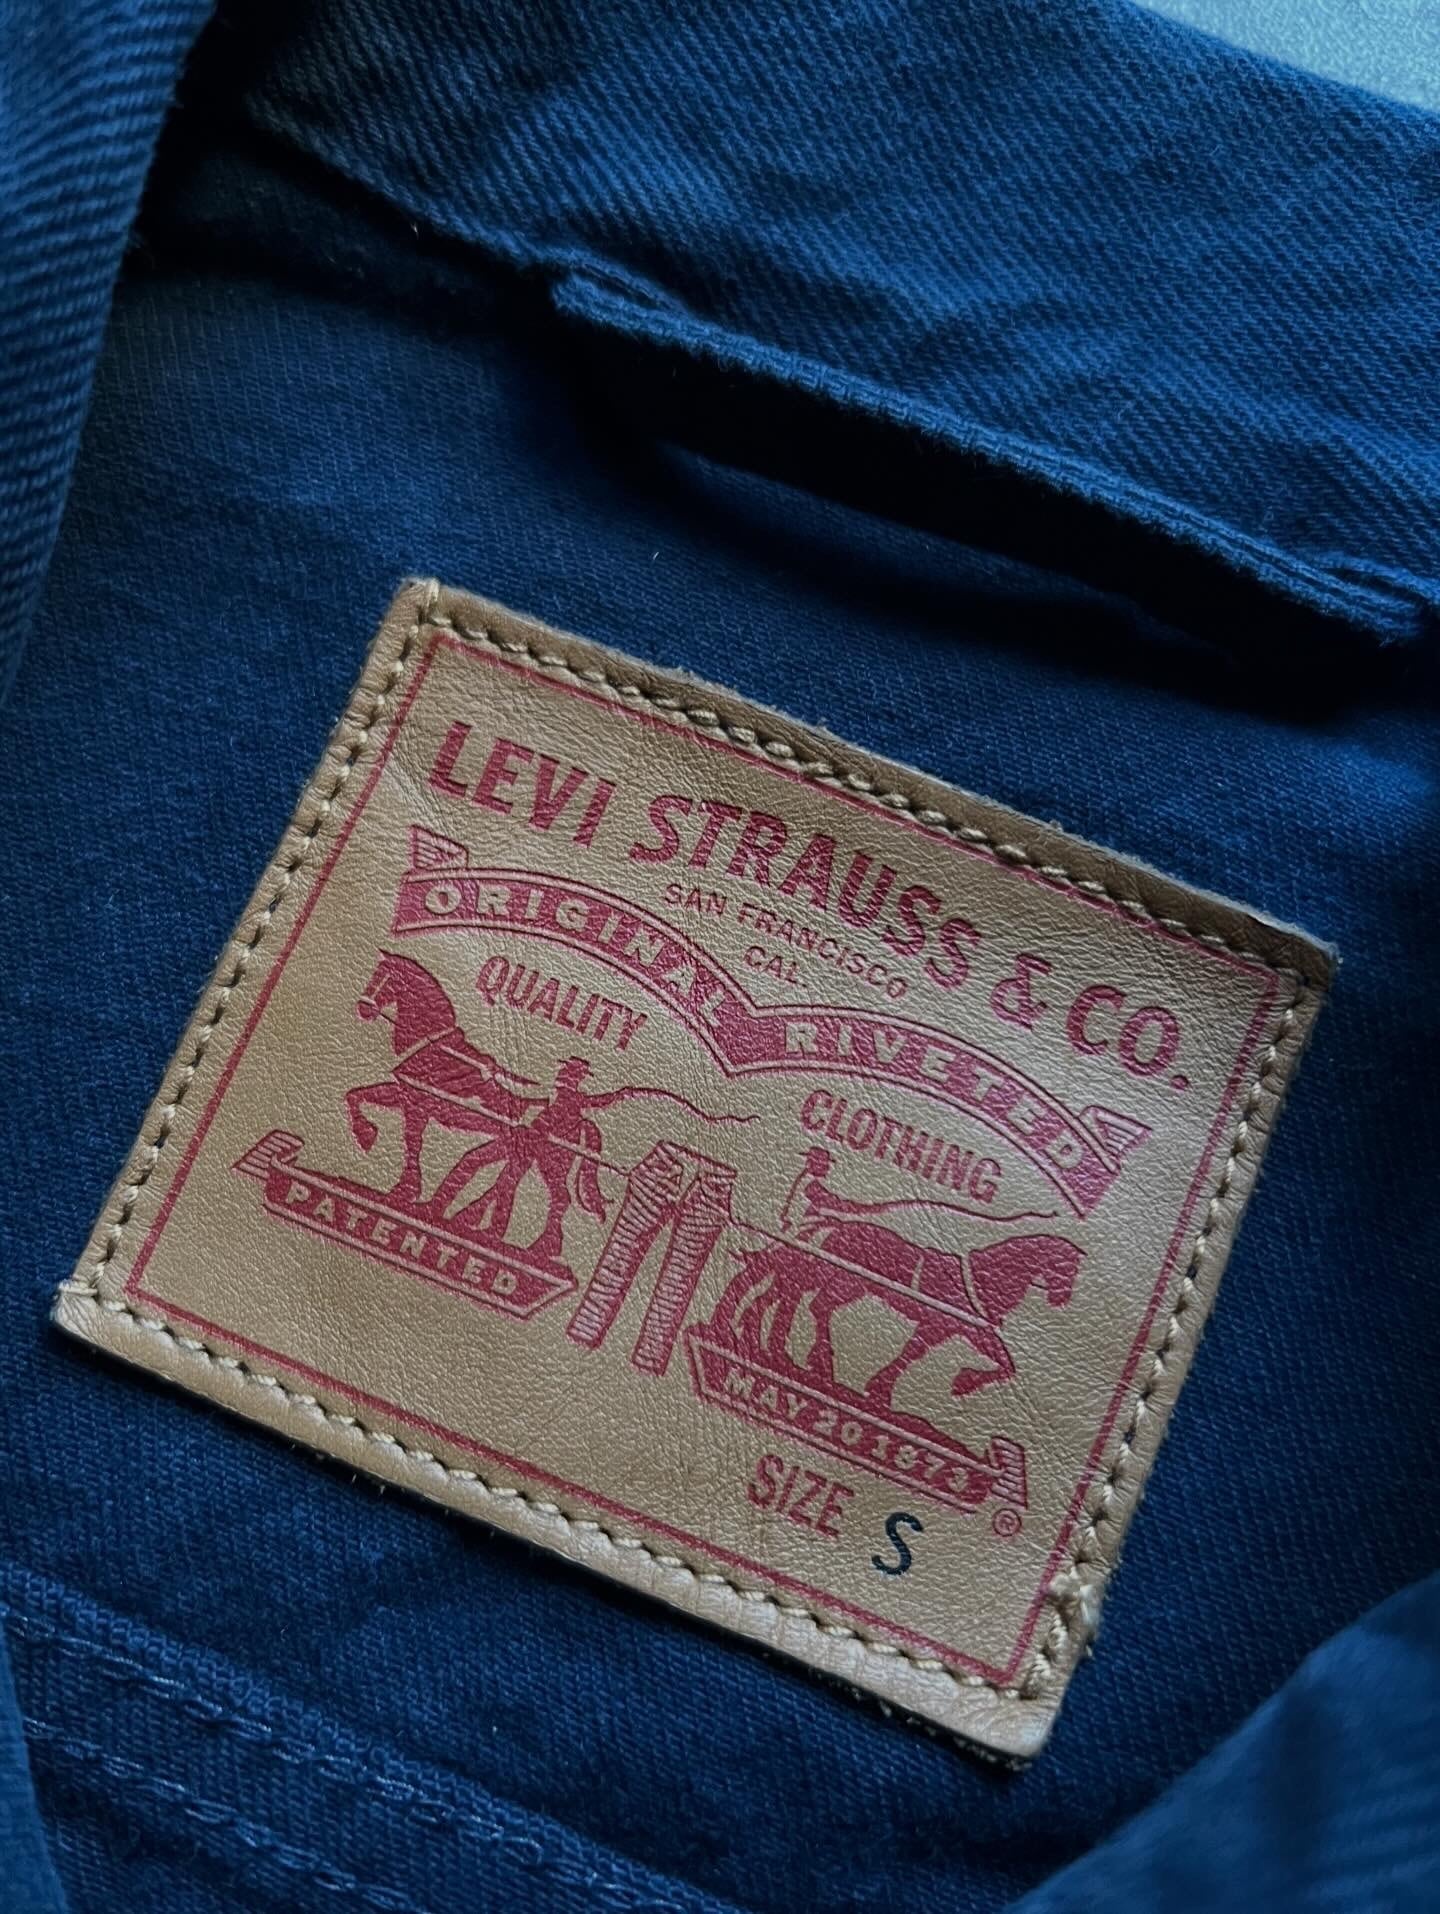 LEVI STRAUSS & CO.
SAN FRANCISCO
CAL.
ORIGINAL RIVETED
QUALITY CLOTHING
PATENTED
MAY 20 1873
®
SIZE S